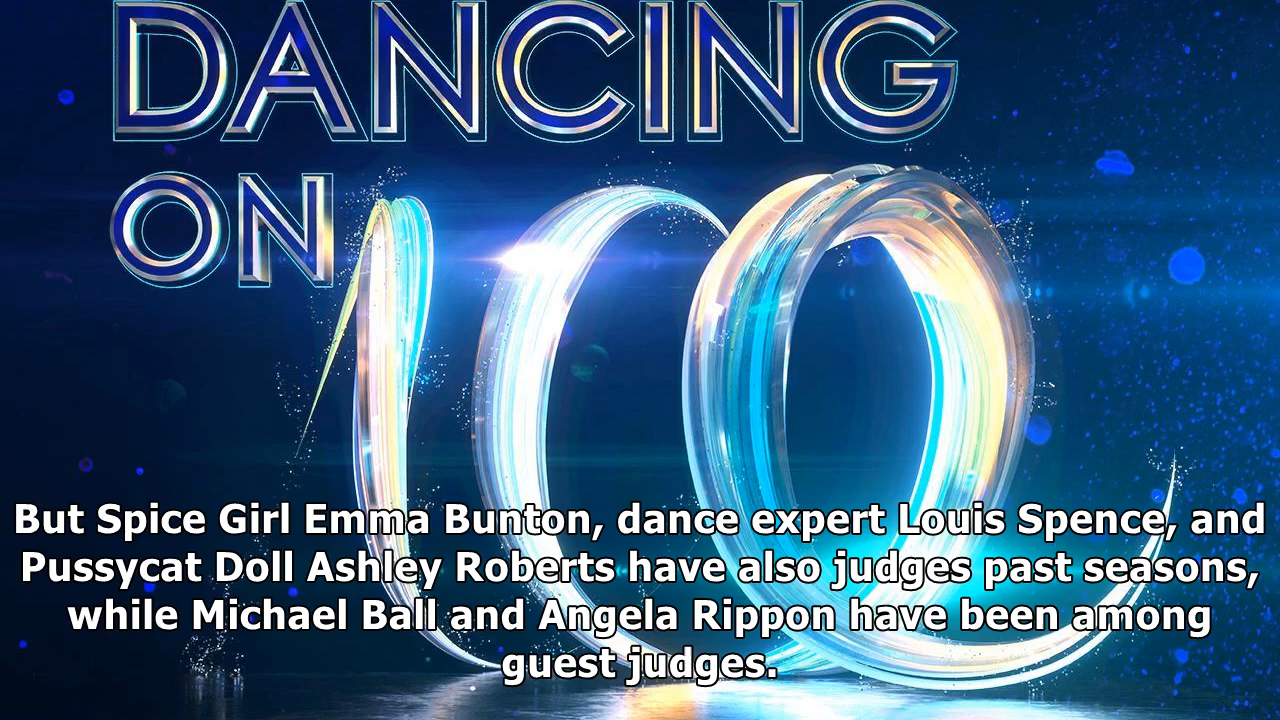 DANCING
ON
But Spice Girl Emma Bunton, dance expert Louis Spence, and
Pussycat Doll Ashley Roberts have also judges past seasons,
while Michael Ball and Angela Rippon have been among
guest judges.